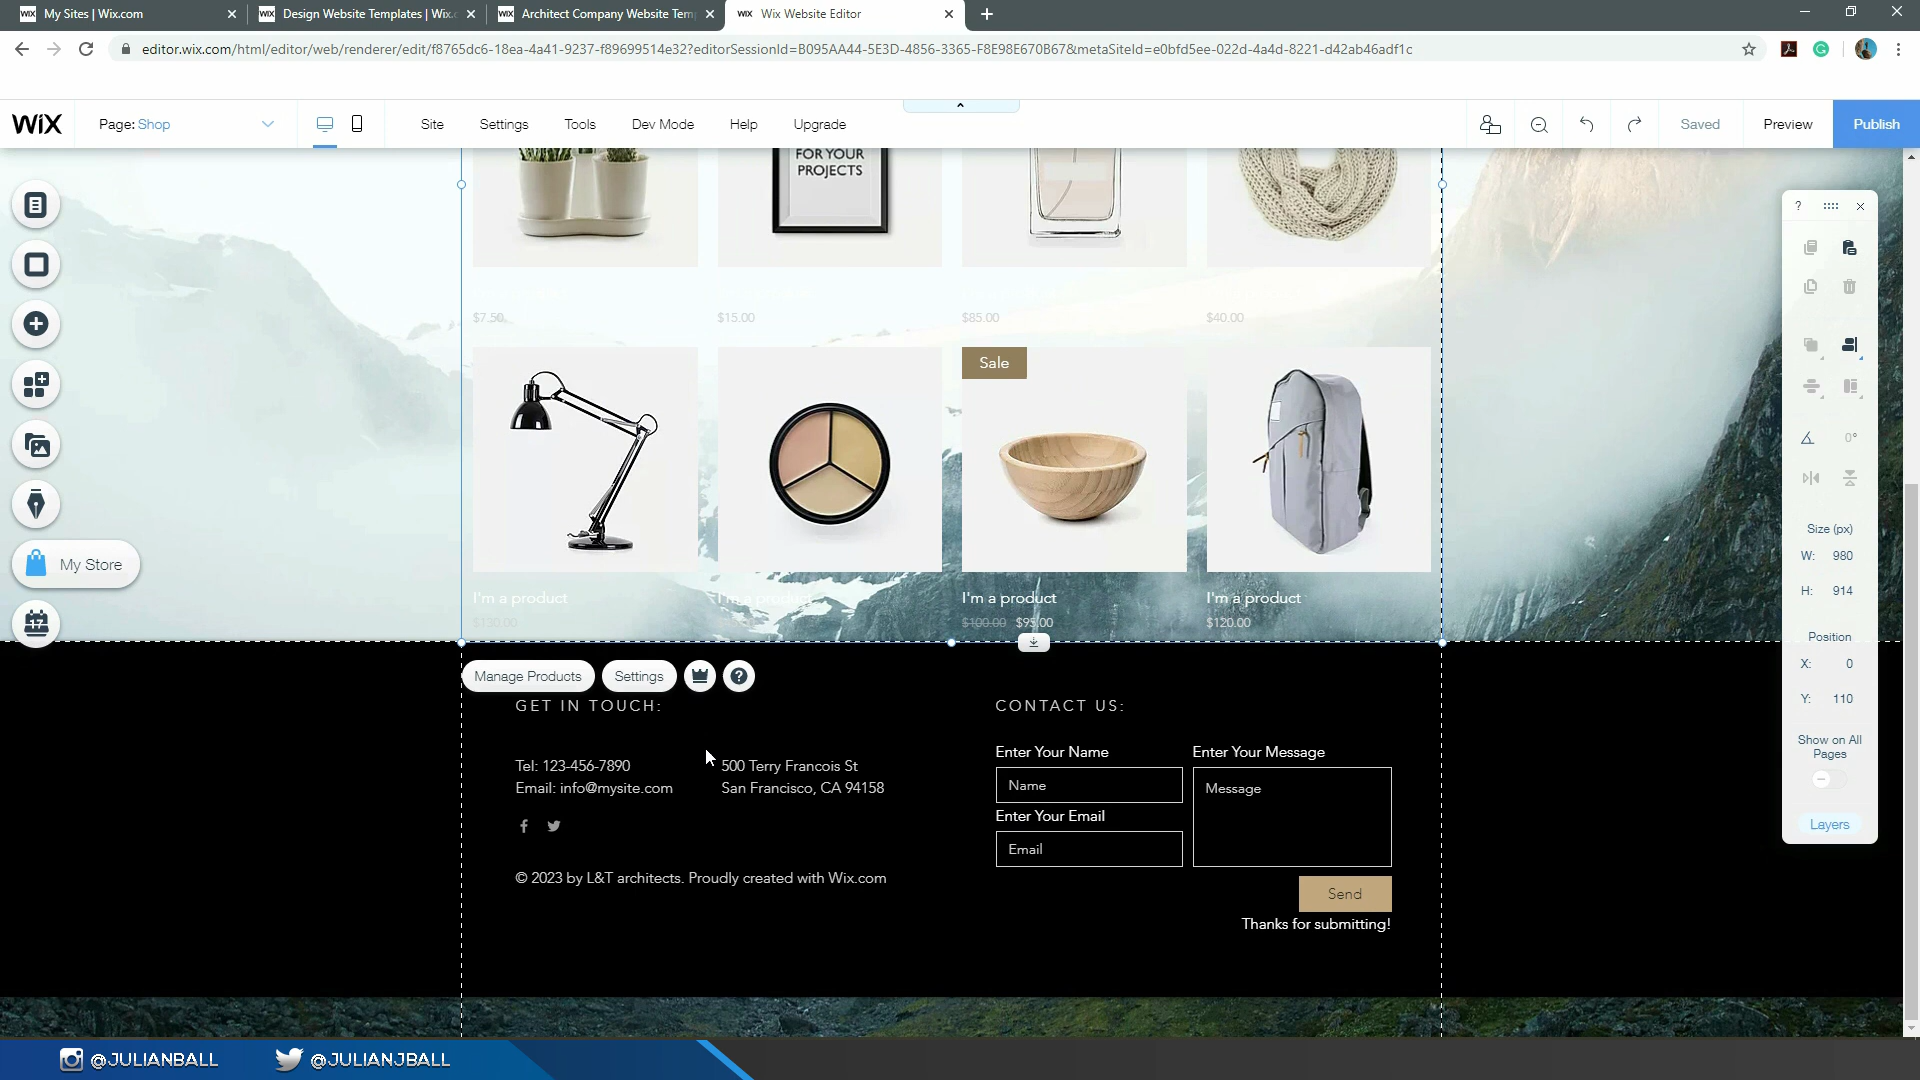 WiX My Sites | Wix.com
WiX Design Website Templates | Wix.c
WiX Architect Company Website Tem
WiX Wix Website Editor
editor.wix.com/html/editor/web/renderer/edit/f8765dc6-18ea-4a41-9237-f89699514e32?editorSessionId=B095AA44-5E3D-4856-3365-F8E98E670B67&metaSiteId=e0bfd5ee-022d-4a4d-8221-d42ab46adf1c
WiX Page: Shop Site Settings Tools Dev Mode Help Upgrade Saved Preview Publish
FOR YOUR
PROJECTS
$7.50 $15.00 $85.00 $40.00
Sale
I'm a product I'm a product I'm a product I'm a product
$130.00 $100.00 $95.00 $120.00
My Store
17
Manage Products Settings ?
GET IN TOUCH:
Tel: 123-456-7890
Email: info@mysite.com
500 Terry Francois St
San Francisco, CA 94158
© 2023 by L&T architects. Proudly created with Wix.com
CONTACT US:
Enter Your Name
Name
Enter Your Email
Email
Enter Your Message
Message
Send
Thanks for submitting!
?
0°
Size (px)
W: 980
H: 914
Position
X: 0
Y: 110
Show on All
Pages
Layers
@JULIANBALL @JULIANJBALL